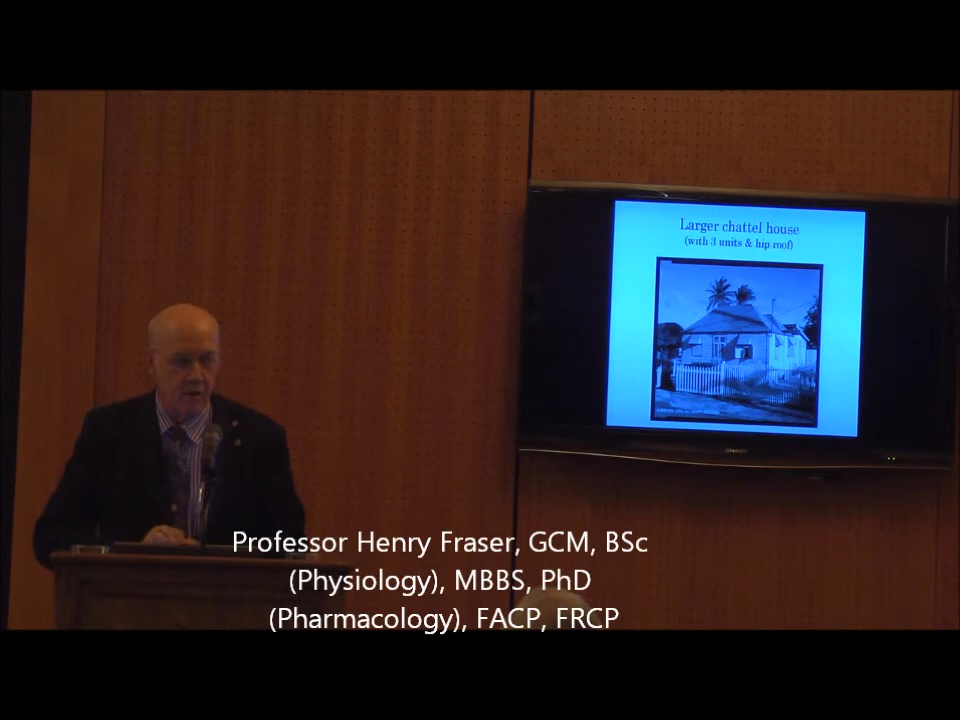 Larger chattel house
(with 3 units & hip roof)
Professor Henry Fraser, GCM, BSc
(Physiology), MBBS, PhD
(Pharmacology), FACP, FRCP